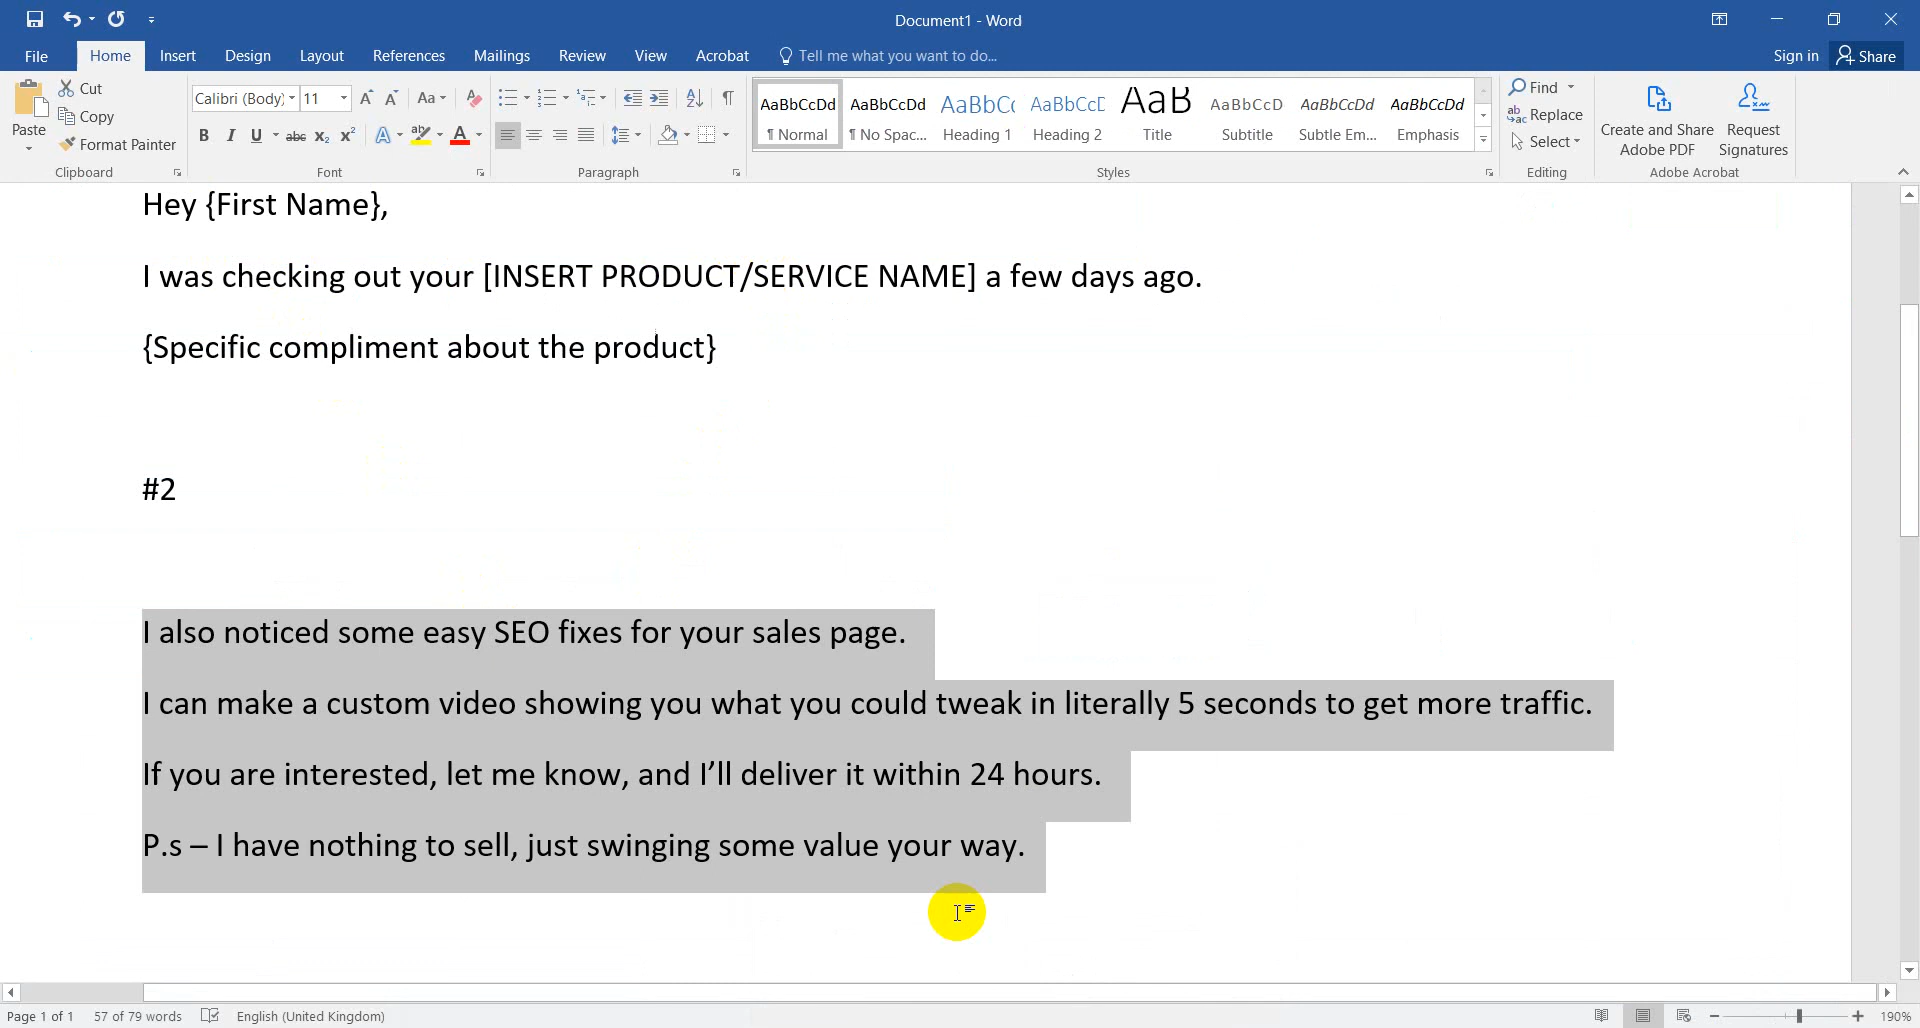 Document1 - Word
File Home Insert Design Layout References Mailings Review View Acrobat Tell me what you want to do... Sign in Share
Paste Cut Copy Format Painter Clipboard
Calibri (Body) 11 Aa B I U abc X₂ X² A ab A Font
Paragraph
AaBbCcDd ¶ Normal
AaBbCcDd ¶ No Spac...
AaBbCc Heading 1
AaBbCcC Heading 2
AaB Title
AaBbCcD Subtitle
AaBbCcDd Subtle Em...
AaBbCcDd Emphasis
Styles
Find
Replace
Select
Editing
Create and Share Adobe PDF
Request Signatures
Adobe Acrobat
Hey {First Name},
I was checking out your [INSERT PRODUCT/SERVICE NAME] a few days ago.
{Specific compliment about the product}
#2
I also noticed some easy SEO fixes for your sales page.
I can make a custom video showing you what you could tweak in literally 5 seconds to get more traffic.
If you are interested, let me know, and I’ll deliver it within 24 hours.
P.s – I have nothing to sell, just swinging some value your way.
Page 1 of 1 57 of 79 words English (United Kingdom) 190%